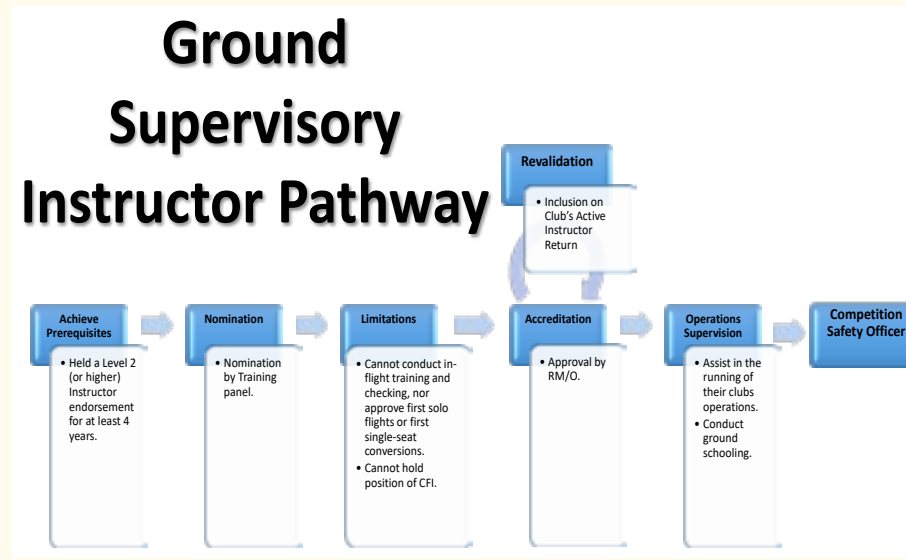 Ground
Supervisory
Instructor Pathway
Revalidation
• Inclusion on
Club's Active
Instructor
Return
Achieve
Prerequisites
• Held a Level 2
(or higher)
Instructor
endorsement
for at least 4
years.
Nomination
• Nomination
by Training
panel.
Limitations
• Cannot conduct in-
flight training and
checking, nor
approve first solo
flights or first
single-seat
conversions.
• Cannot hold
position of CFI.
Accreditation
• Approval by
RM/O.
Operations
Supervision
• Assist in the
running of
their clubs
operations.
• Conduct
ground
schooling.
Competition
Safety Officer